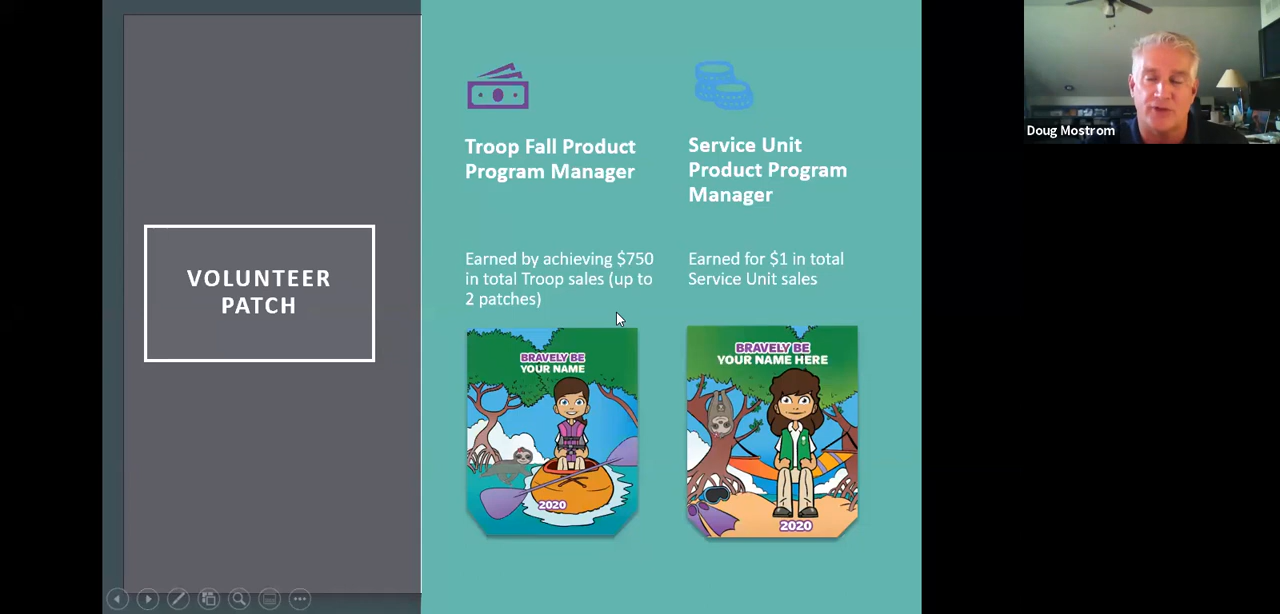 VOLUNTEER
PATCH
Troop Fall Product
Program Manager
Earned by achieving $750
in total Troop sales (up to
2 patches)
BRAVELY BE
YOUR NAME
2020
Service Unit
Product Program
Manager
Earned for $1 in total
Service Unit sales
BRAVELY BE
YOUR NAME HERE
2020
Doug Mostrom